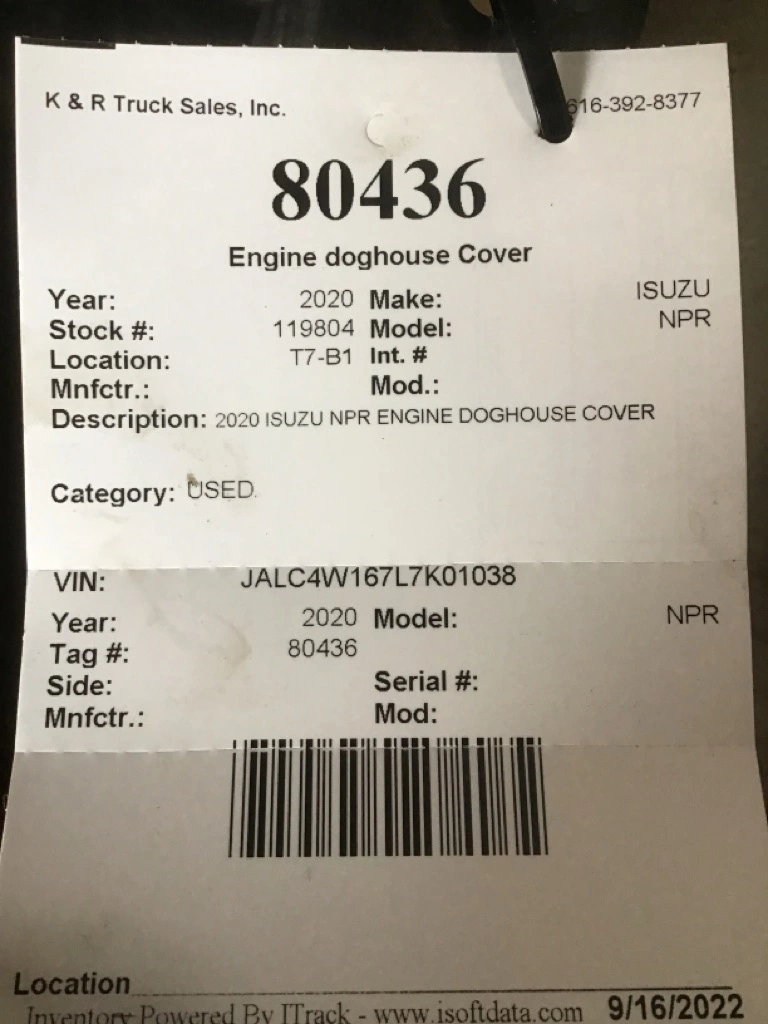 K & R Truck Sales, Inc. 616-392-8377
80436
Engine doghouse Cover
Year: 2020 Make: ISUZU
Stock #: 119804 Model: NPR
Location: T7-B1 Int. #
Mnfctr.: Mod.:
Description: 2020 ISUZU NPR ENGINE DOGHOUSE COVER
Category: USED
VIN: JALC4W167L7K01038
Year: 2020 Model: NPR
Tag #: 80436
Side: Serial #:
Mnfctr.: Mod:
Location
Inventory Powered By ITrack - www.isoftdata.com 9/16/2022